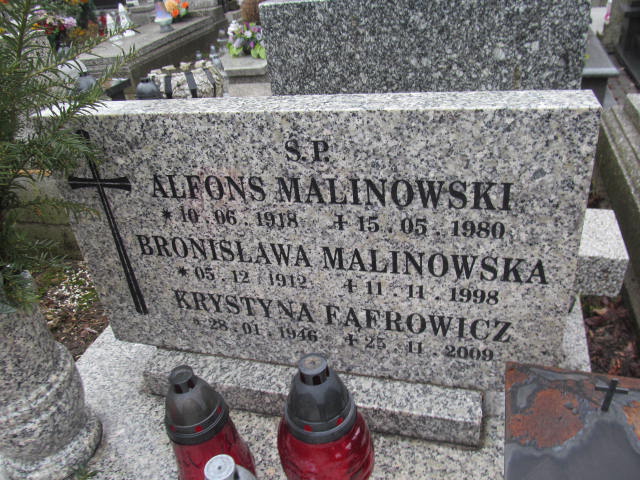 Ś.P.
ALFONS MALINOWSKI
* 10.06.1918 + 15.05.1980
BRONISŁAWA MALINOWSKA
* 05.12.1912. + 11.11.1998
KRYSTYNA FAFROWICZ
* 28.01.1946 + 25.11.2009